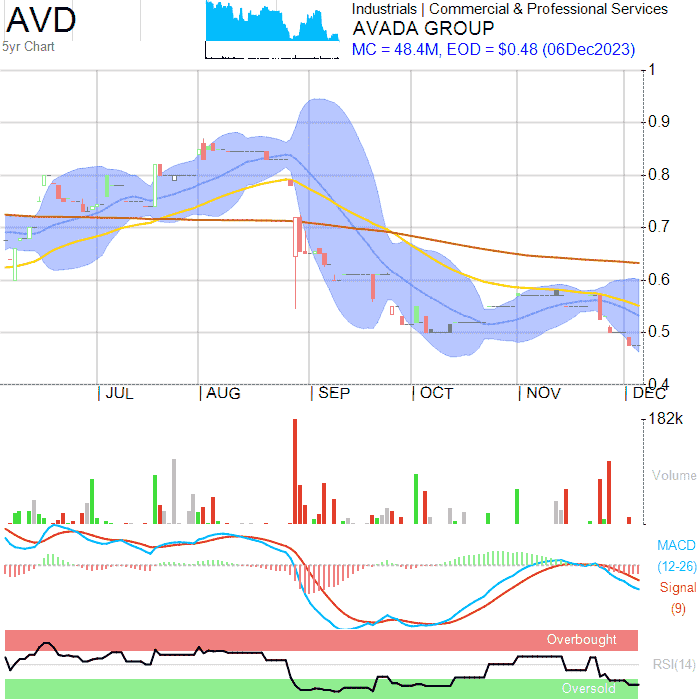 AVD
5yr Chart
Industrials | Commercial & Professional Services
AVADA GROUP
MC = 48.4M, EOD = $0.48 (06Dec2023)
1
0.9
0.8
0.7
0.6
0.5
0.4
JUL
AUG
SEP
OCT
NOV
DEC
182k
Volume
MACD
(12-26)
Signal
(9)
Overbought
RSI(14)
Oversold